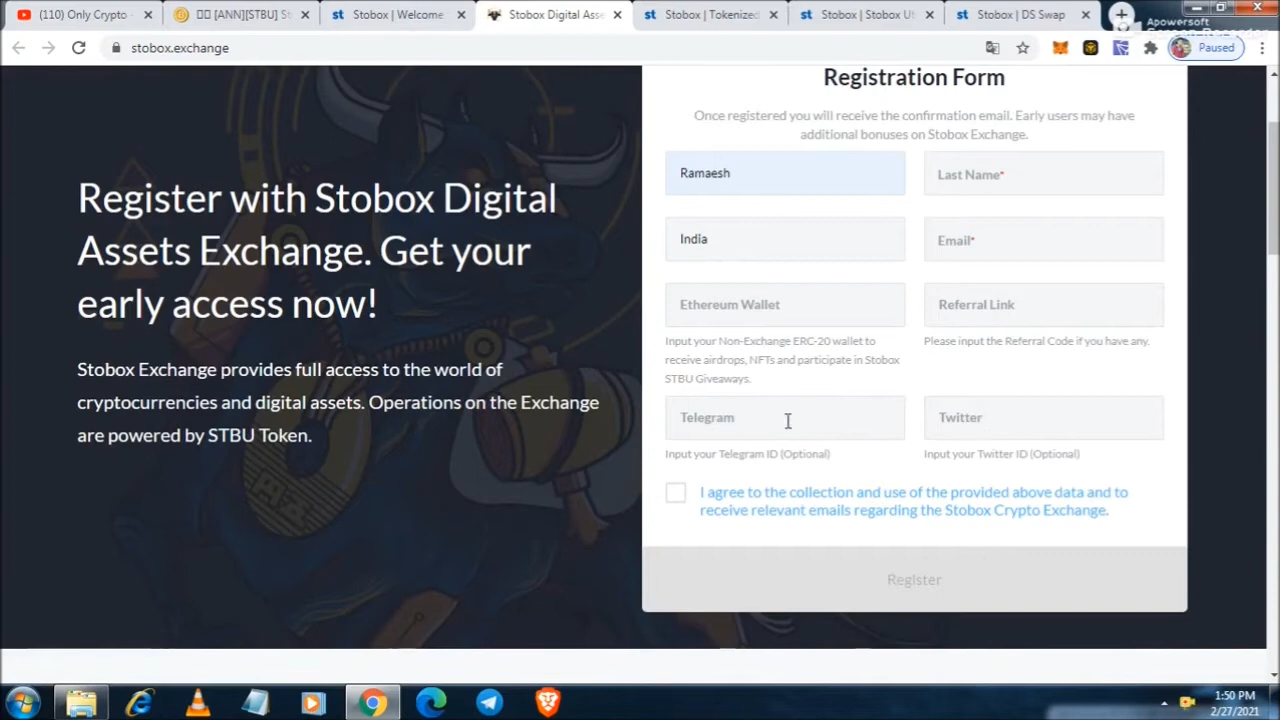 (110) Only Crypto -
[ANN][STBU] S
Stobox | Welcome
Stobox Digital Ass
Stobox | Tokenized
Stobox | Stobox Ut
Stobox | DS Swap
Apowersoft
stobox.exchange
Paused
Registration Form
Once registered you will receive the confirmation email. Early users may have
additional bonuses on Stobox Exchange.
Register with Stobox Digital
Assets Exchange. Get your
early access now!
Stobox Exchange provides full access to the world of
cryptocurrencies and digital assets. Operations on the Exchange
are powered by STBU Token.
Ramaesh
Last Name*
India
Email*
Ethereum Wallet
Referral Link
Input your Non-Exchange ERC-20 wallet to
receive airdrops, NFTs and participate in Stobox
STBU Giveaways.
Please input the Referral Code if you have any.
Telegram
Twitter
Input your Telegram ID (Optional)
Input your Twitter ID (Optional)
I agree to the collection and use of the provided above data and to
receive relevant emails regarding the Stobox Crypto Exchange.
Register
1:50 PM
2/27/2021